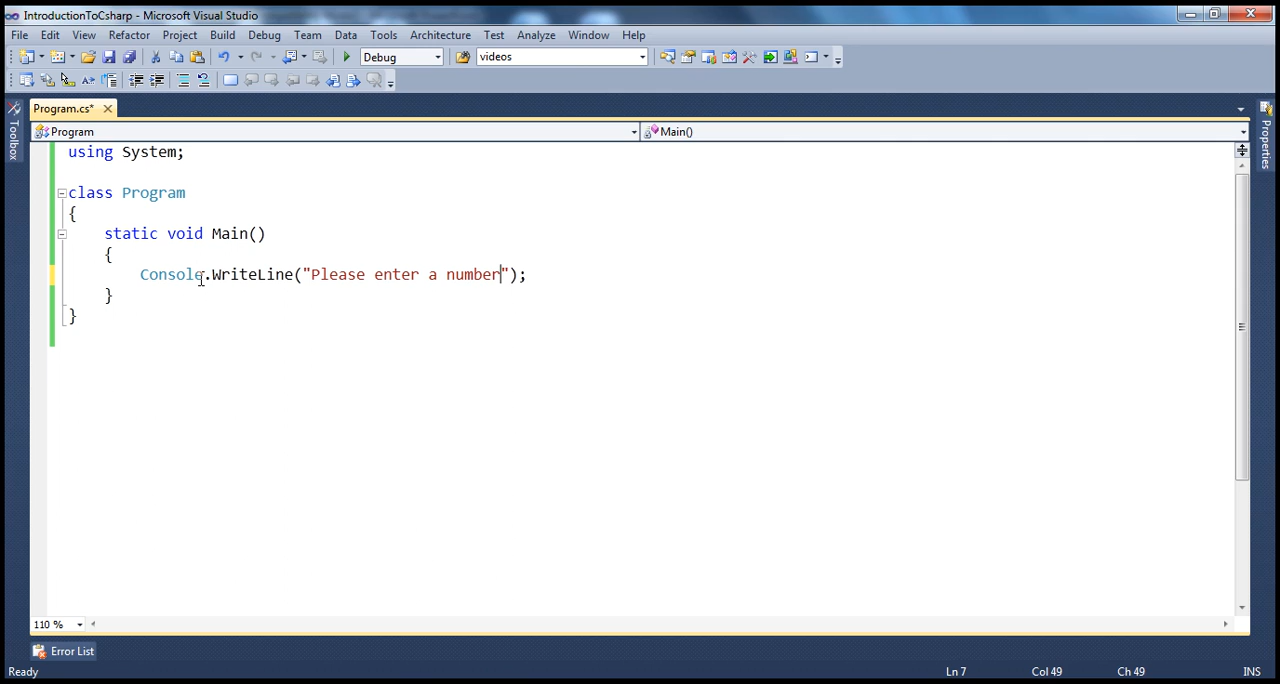 IntroductionToCsharp - Microsoft Visual Studio
File Edit View Refactor Project Build Debug Team Data Tools Architecture Test Analyze Window Help
Debug videos
Program.cs*
Toolbox
Properties
Program Main()
using System;
class Program
{
static void Main()
{
Console.WriteLine("Please enter a number");
}
}
110 %
Error List
Ready Ln 7 Col 49 Ch 49 INS